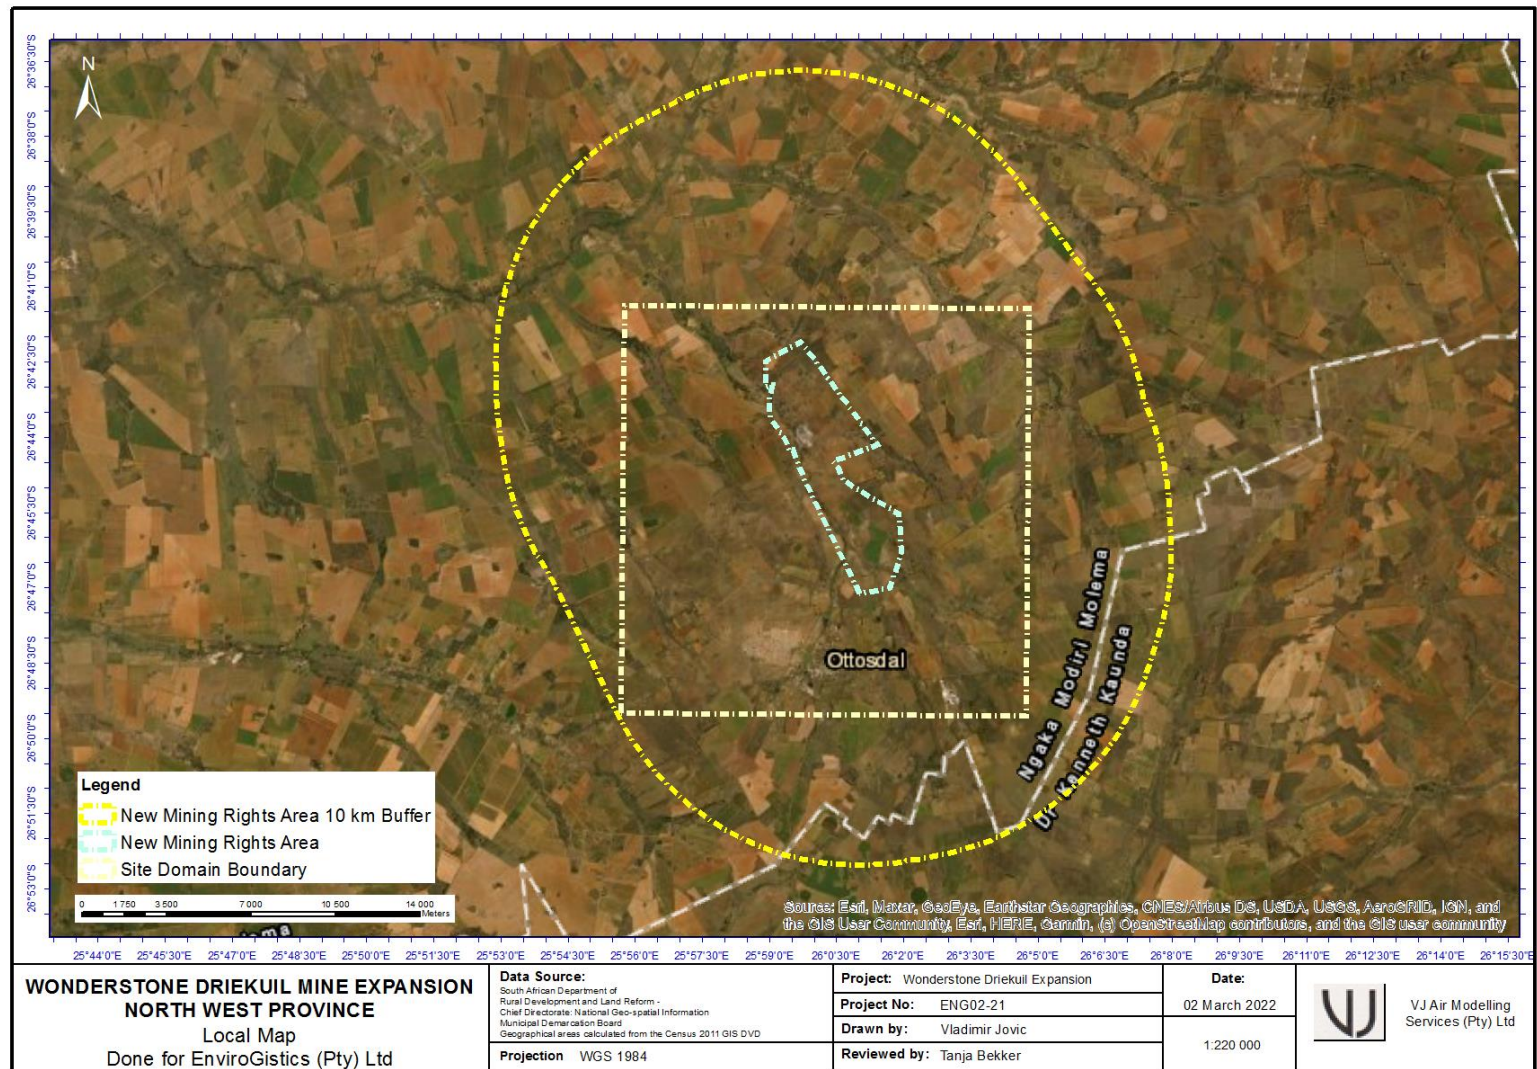 N
26°36'30"S
26°38'0"S
26°39'30"S
26°41'0"S
26°42'30"S
26°44'0"S
26°45'30"S
26°47'0"S
26°48'30"S
26°50'0"S
26°51'30"S
26°53'0"S
Ottosdal
Ngaka Modiri Molema
Dr Kenneth Kaunda
Legend
New Mining Rights Area 10 km Buffer
New Mining Rights Area
Site Domain Boundary
0 1 750 3 500 7 000 10 500 14 000
Meters
ema
Source: Esri, Maxar, GeoEye, Earthstar Geographics, CNES/Airbus DS, USDA, USGS, AeroGRID, IGN, and
the GIS User Community, Esri, HERE, Garmin, (c) OpenStreetMap contributors, and the GIS user community
25°44'0"E 25°45'30"E 25°47'0"E 25°48'30"E 25°50'0"E 25°51'30"E 25°53'0"E 25°54'30"E 25°56'0"E 25°57'30"E 25°59'0"E 26°0'30"E 26°2'0"E 26°3'30"E 26°5'0"E 26°6'30"E 26°8'0"E 26°9'30"E 26°11'0"E 26°12'30"E 26°14'0"E 26°15'30"E
WONDERSTONE DRIEKUIL MINE EXPANSION
NORTH WEST PROVINCE
Local Map
Done for EnviroGistics (Pty) Ltd
Data Source:
South African Department of
Rural Development and Land Reform -
Chief Directorate: National Geo-spatial Information
Municipal Demarcation Board
Geographical areas calculated from the Census 2011 GIS DVD
Projection WGS 1984
Project: Wonderstone Driekuil Expansion
Project No: ENG02-21
Drawn by: Vladimir Jovic
Reviewed by: Tanja Bekker
Date:
02 March 2022
1:220 000
VJ
VJ Air Modelling
Services (Pty) Ltd